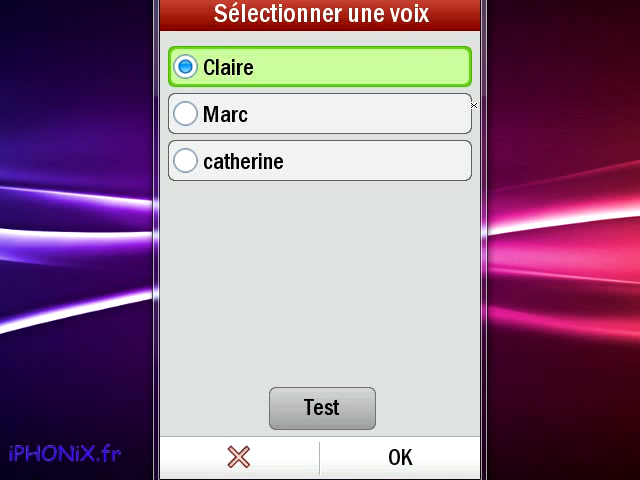 Sélectionner une voix
Claire
Marc
catherine
Test
OK
iPHONiX.fr